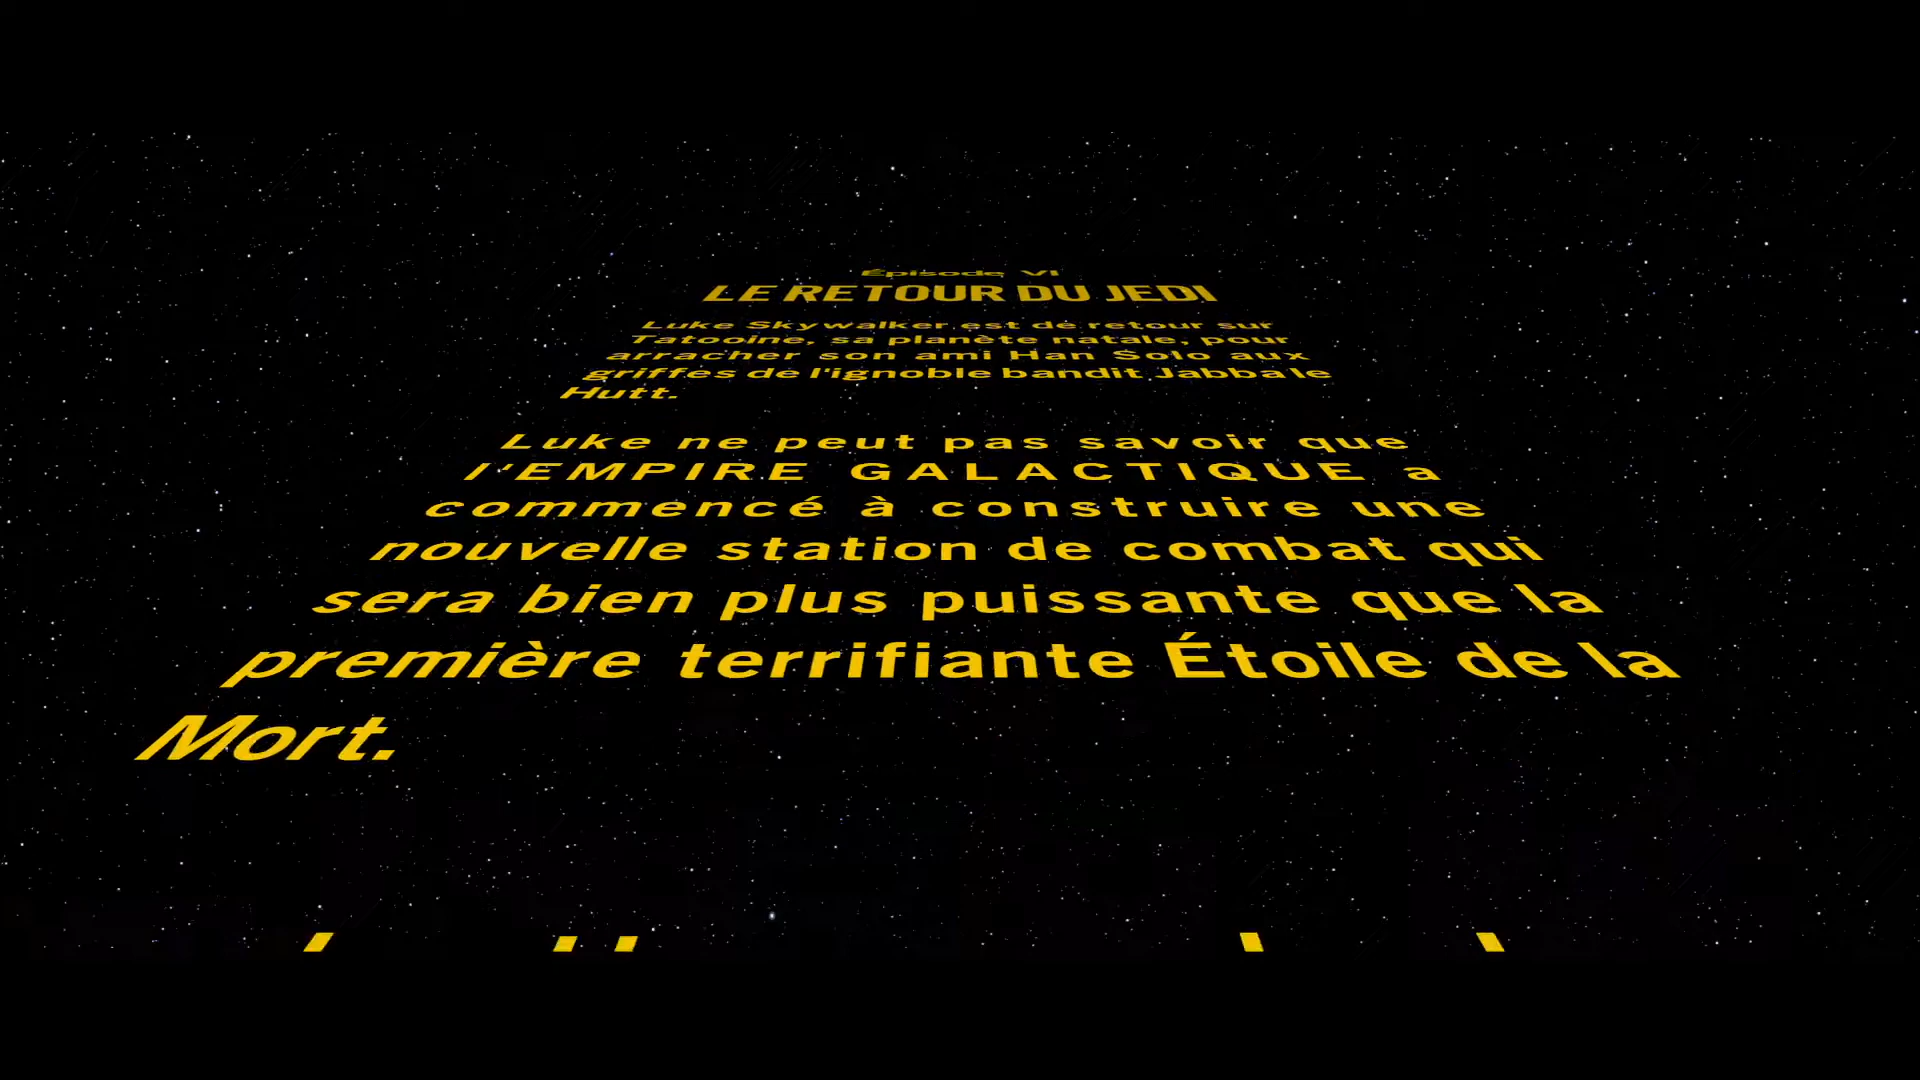 Épisode VI
LE RETOUR DU JEDI
Luke Skywalker est de retour sur
Tatooine, sa planète natale, pour
arracher son ami Han Solo aux
griffes de l'ignoble bandit Jabba le
Hutt.
Luke ne peut pas savoir que
l'EMPIRE GALACTIQUE a
commencé à construire une
nouvelle station de combat qui
sera bien plus puissante que la
première terrifiante Étoile de la
Mort.